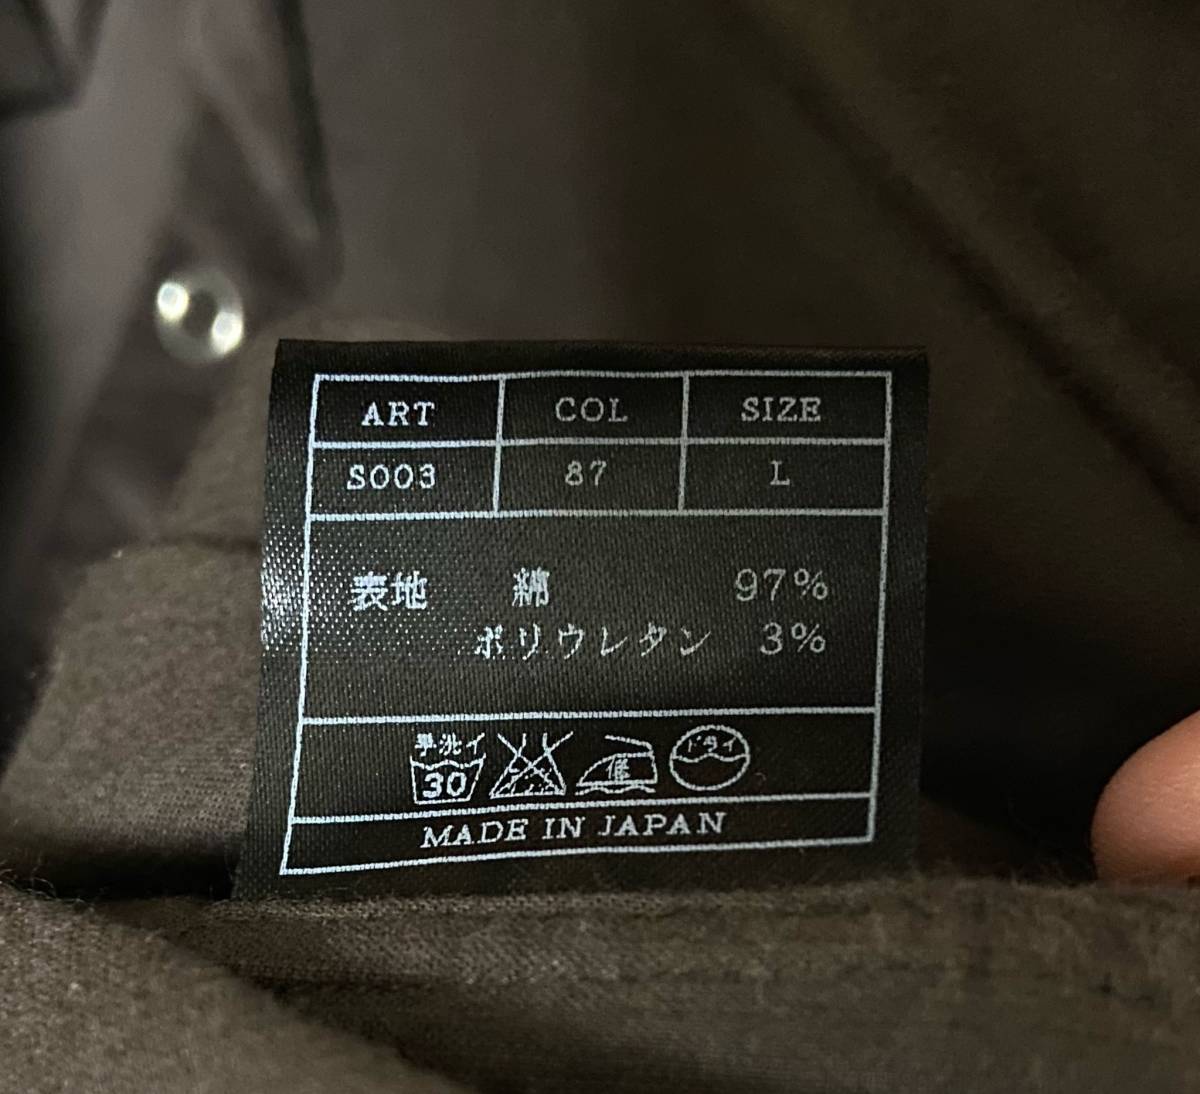 ART COL SIZE
S003 87 L
表地 綿 97%
ポリウレタン 3%
手洗イ
30 低 ドライ
MADE IN JAPAN